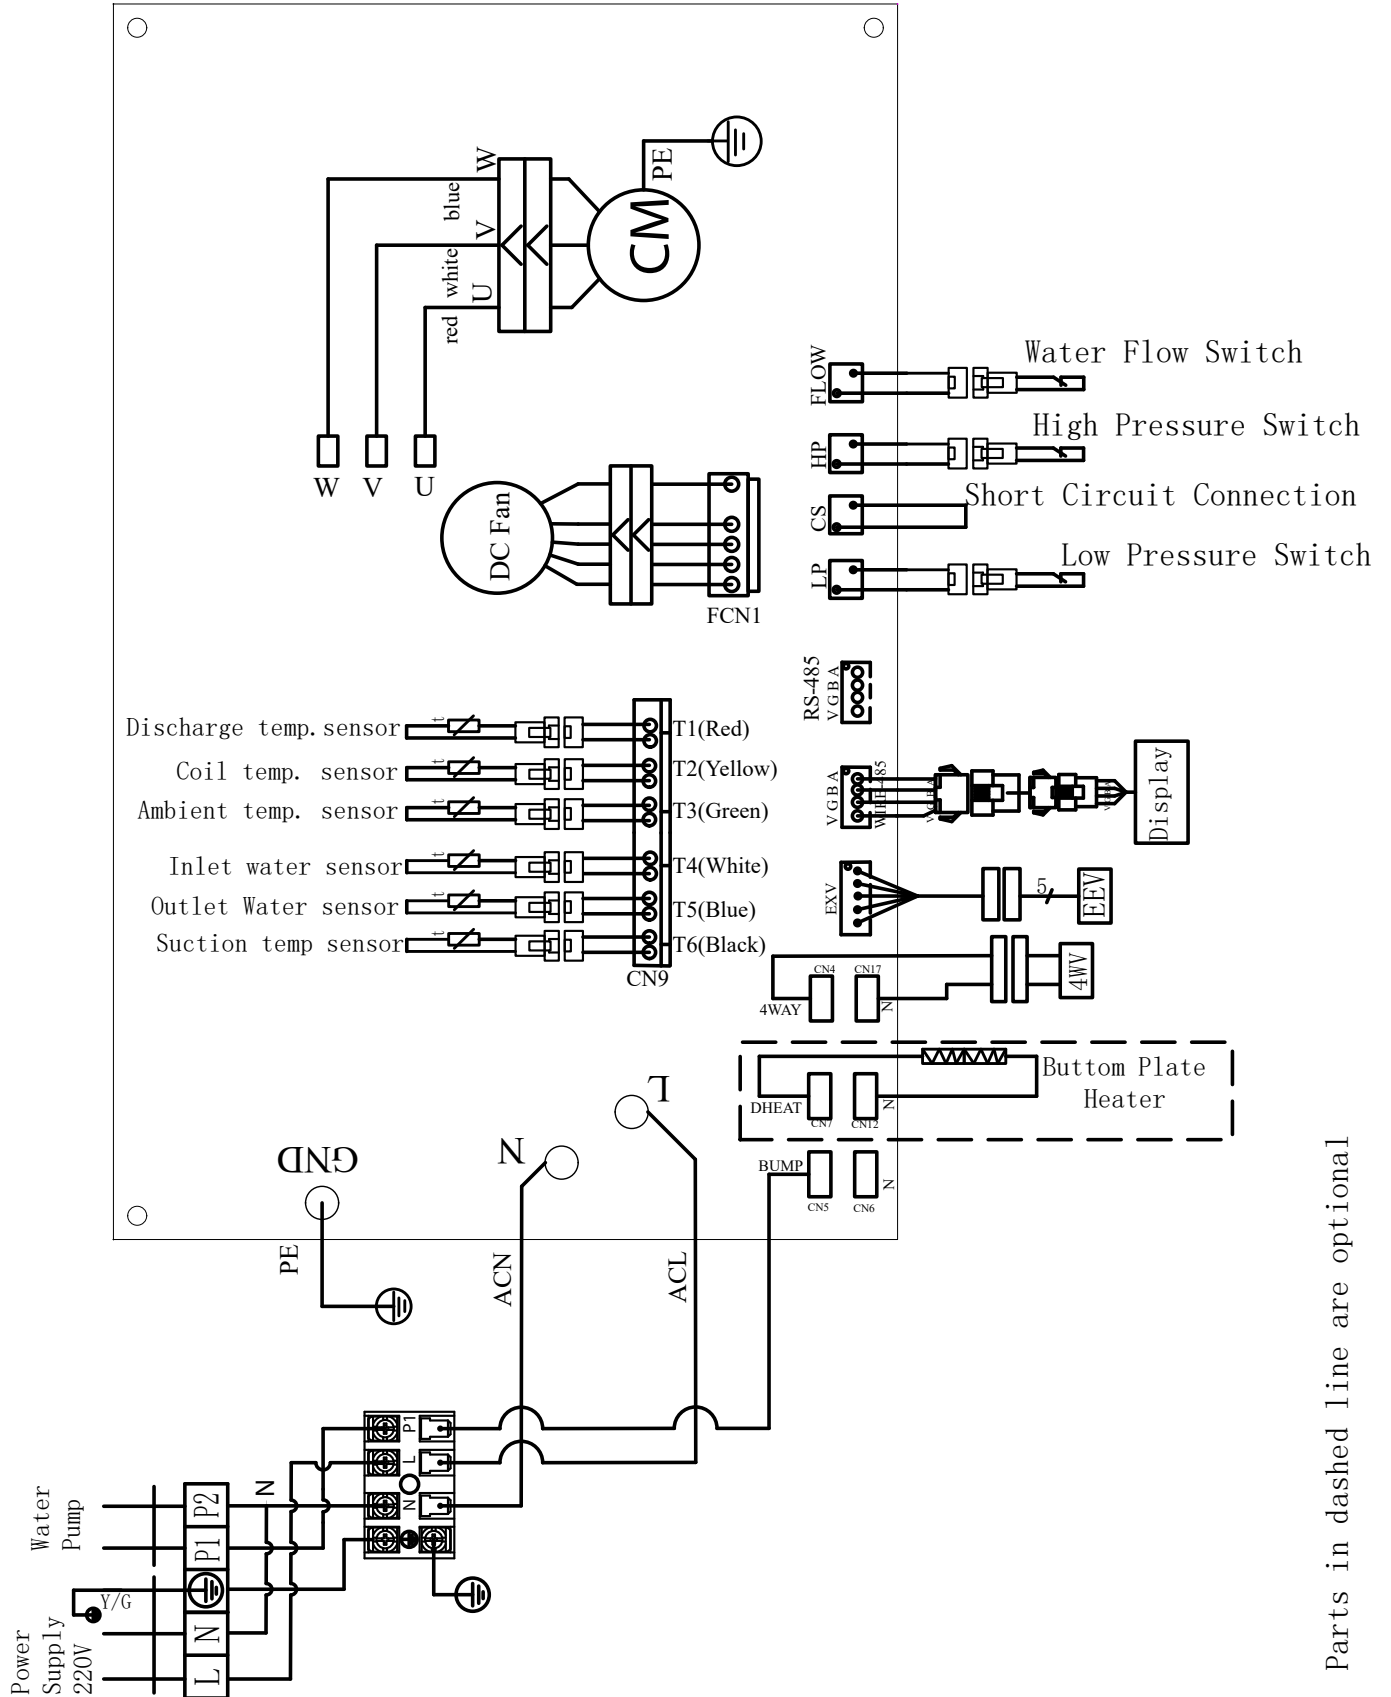 PE
W
blue
V
white
U
red
CM
W
V
U
DC Fan
FCN1
FLOW
Water Flow Switch
HP
High Pressure Switch
CS
Short Circuit Connection
LP
Low Pressure Switch
RS-485
V G B A
Discharge temp. sensor
t
T1(Red)
Coil temp. sensor
t
T2(Yellow)
Ambient temp. sensor
t
T3(Green)
Inlet water sensor
t
T4(White)
Outlet Water sensor
t
T5(Blue)
Suction temp sensor
t
T6(Black)
CN9
V G B A
WIRE-485
V G B A
Display
EXV
5
EEV
4WAY
CN4
CN17
N
4WV
DHEAT
CN7
CN12
N
Buttom Plate
Heater
BUMP
CN5
CN6
N
L
N
GND
PE
ACN
ACL
P1
L
N
Water
Pump
P2
N
P1
Y/G
Power
Supply
220V
N
L
Parts in dashed line are optional